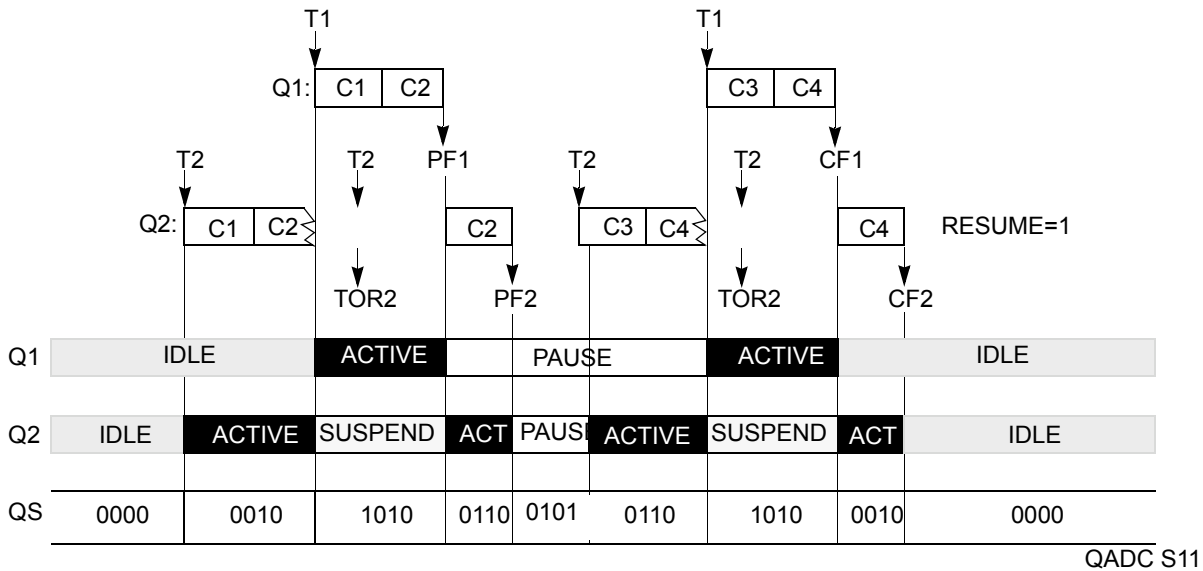 T1 T1
Q1: C1 C2 C3 C4
T2 T2 PF1 T2 T2 CF1
Q2: C1 C2 C2 C3 C4 C4 RESUME=1
TOR2 PF2 TOR2 CF2
Q1 IDLE ACTIVE PAUSE ACTIVE IDLE
Q2 IDLE ACTIVE SUSPEND ACT PAUSE ACTIVE SUSPEND ACT IDLE
QS 0000 0010 1010 0110 0101 0110 1010 0010 0000
QADC S11